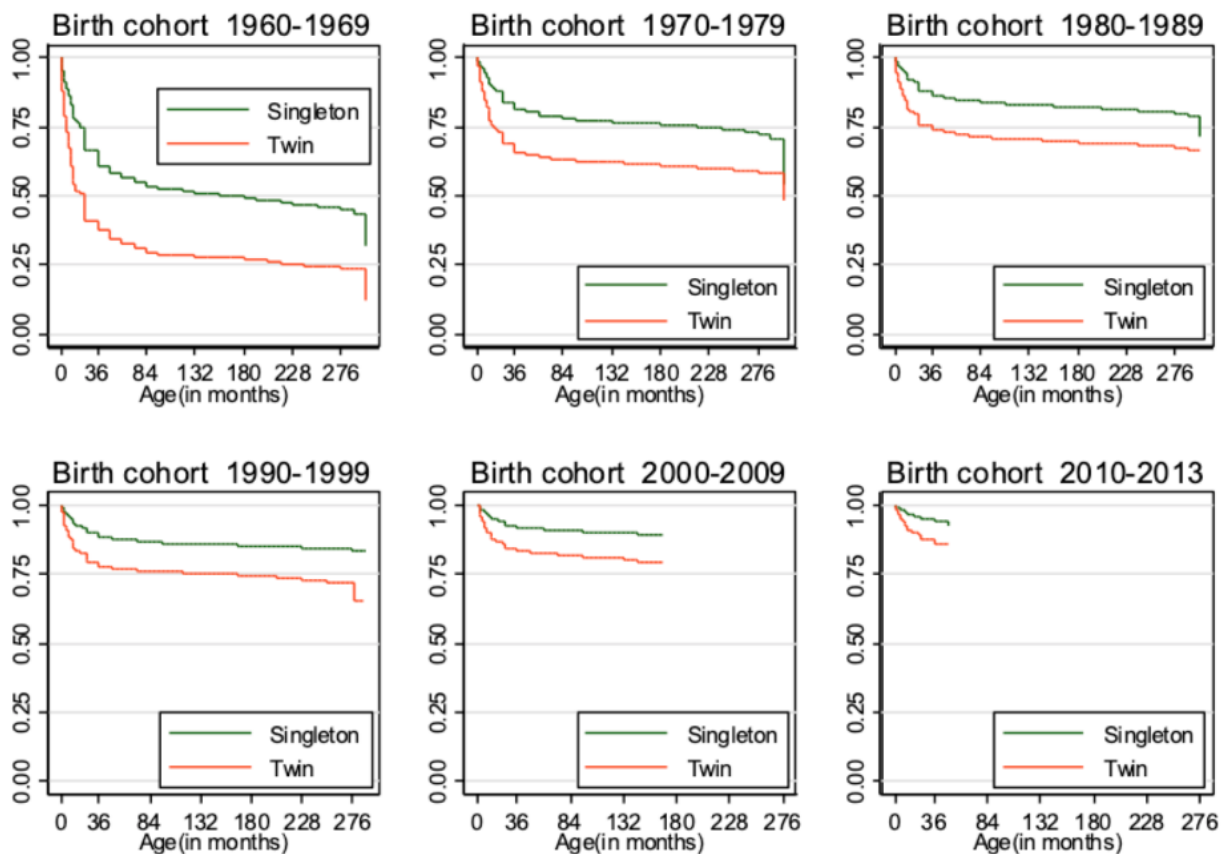 Birth cohort 1960-1969
1.00
0.75
0.50
0.25
0.00
Singleton
Twin
0 36 84 132 180 228 276
Age(in months)
Birth cohort 1970-1979
1.00
0.75
0.50
0.25
0.00
Singleton
Twin
0 36 84 132 180 228 276
Age(in months)
Birth cohort 1980-1989
1.00
0.75
0.50
0.25
0.00
Singleton
Twin
0 36 84 132 180 228 276
Age(in months)
Birth cohort 1990-1999
1.00
0.75
0.50
0.25
0.00
Singleton
Twin
0 36 84 132 180 228 276
Age(in months)
Birth cohort 2000-2009
1.00
0.75
0.50
0.25
0.00
Singleton
Twin
0 36 84 132 180 228 276
Age(in months)
Birth cohort 2010-2013
1.00
0.75
0.50
0.25
0.00
Singleton
Twin
0 36 84 132 180 228 276
Age(in months)